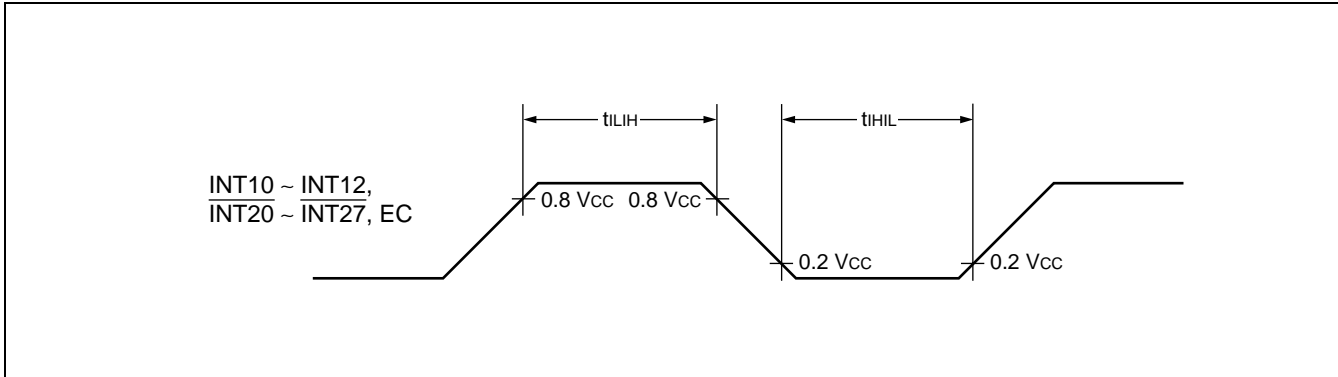 tILIH
tIHIL
INT10 ~ INT12,
INT20 ~ INT27, EC
0.8 VCC
0.8 VCC
0.2 VCC
0.2 VCC